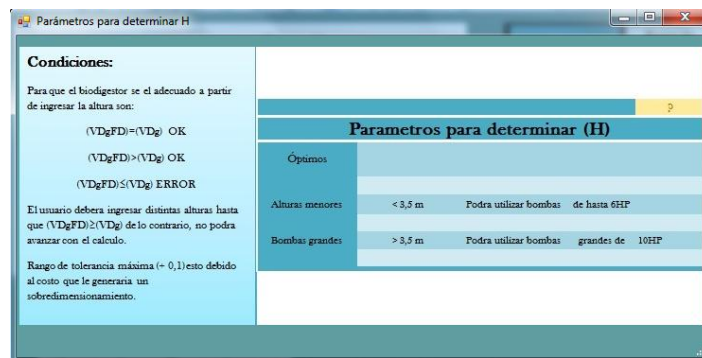 Parámetros para determinar H
Condiciones:
Para que el biodigestor se el adecuado a partir
de ingresar la altura son:
(VDgFD)=(VDg) OK
(VDgFD)>(VDg) OK
(VDgFD)≤(VDg) ERROR
El usuario debera ingresar distintas alturas hasta
que (VDgFD)≥(VDg) de lo contrario, no podra
avanzar con el calculo.
Rango de tolerancia máxima (+ 0,1) esto debido
al costo que le generaria un
sobredimensionamiento.
?
Parametros para determinar (H)
Óptimos
Alturas menores < 3,5 m Podra utilizar bombas de hasta 6HP
Bombas grandes > 3,5 m Podra utilizar bombas grandes de 10HP